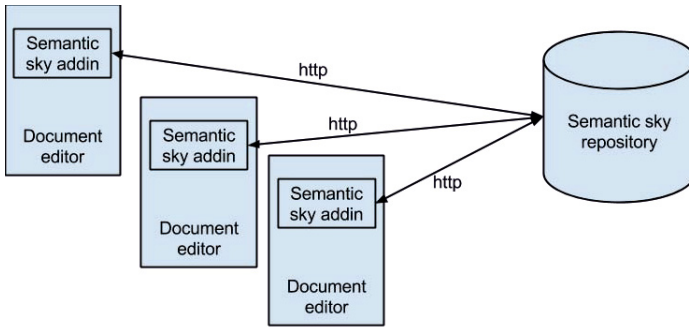 Semantic
sky addin
Document
editor
http
Semantic
sky addin
Document
editor
http
Semantic
sky addin
Document
editor
http
Semantic sky
repository